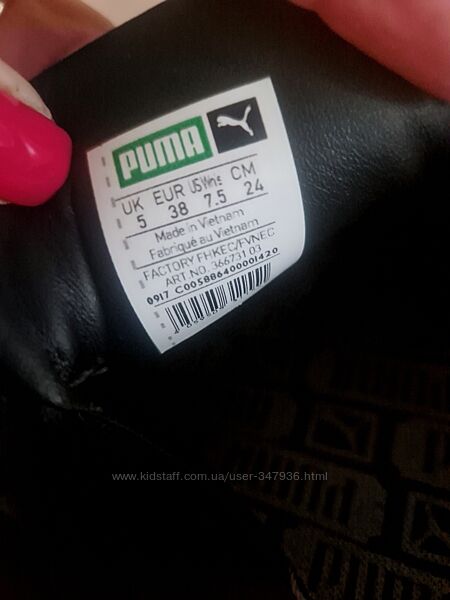 PUMA
UK EUR US Wns CM
5 38 7.5 24
Made in Vietnam
Fabriqué au Vietnam
FACTORY FHKEC/FVNEC
ART.NO. 366731 03
0917 C005886400001420
www.kidstaff.com.ua/user-347936.html